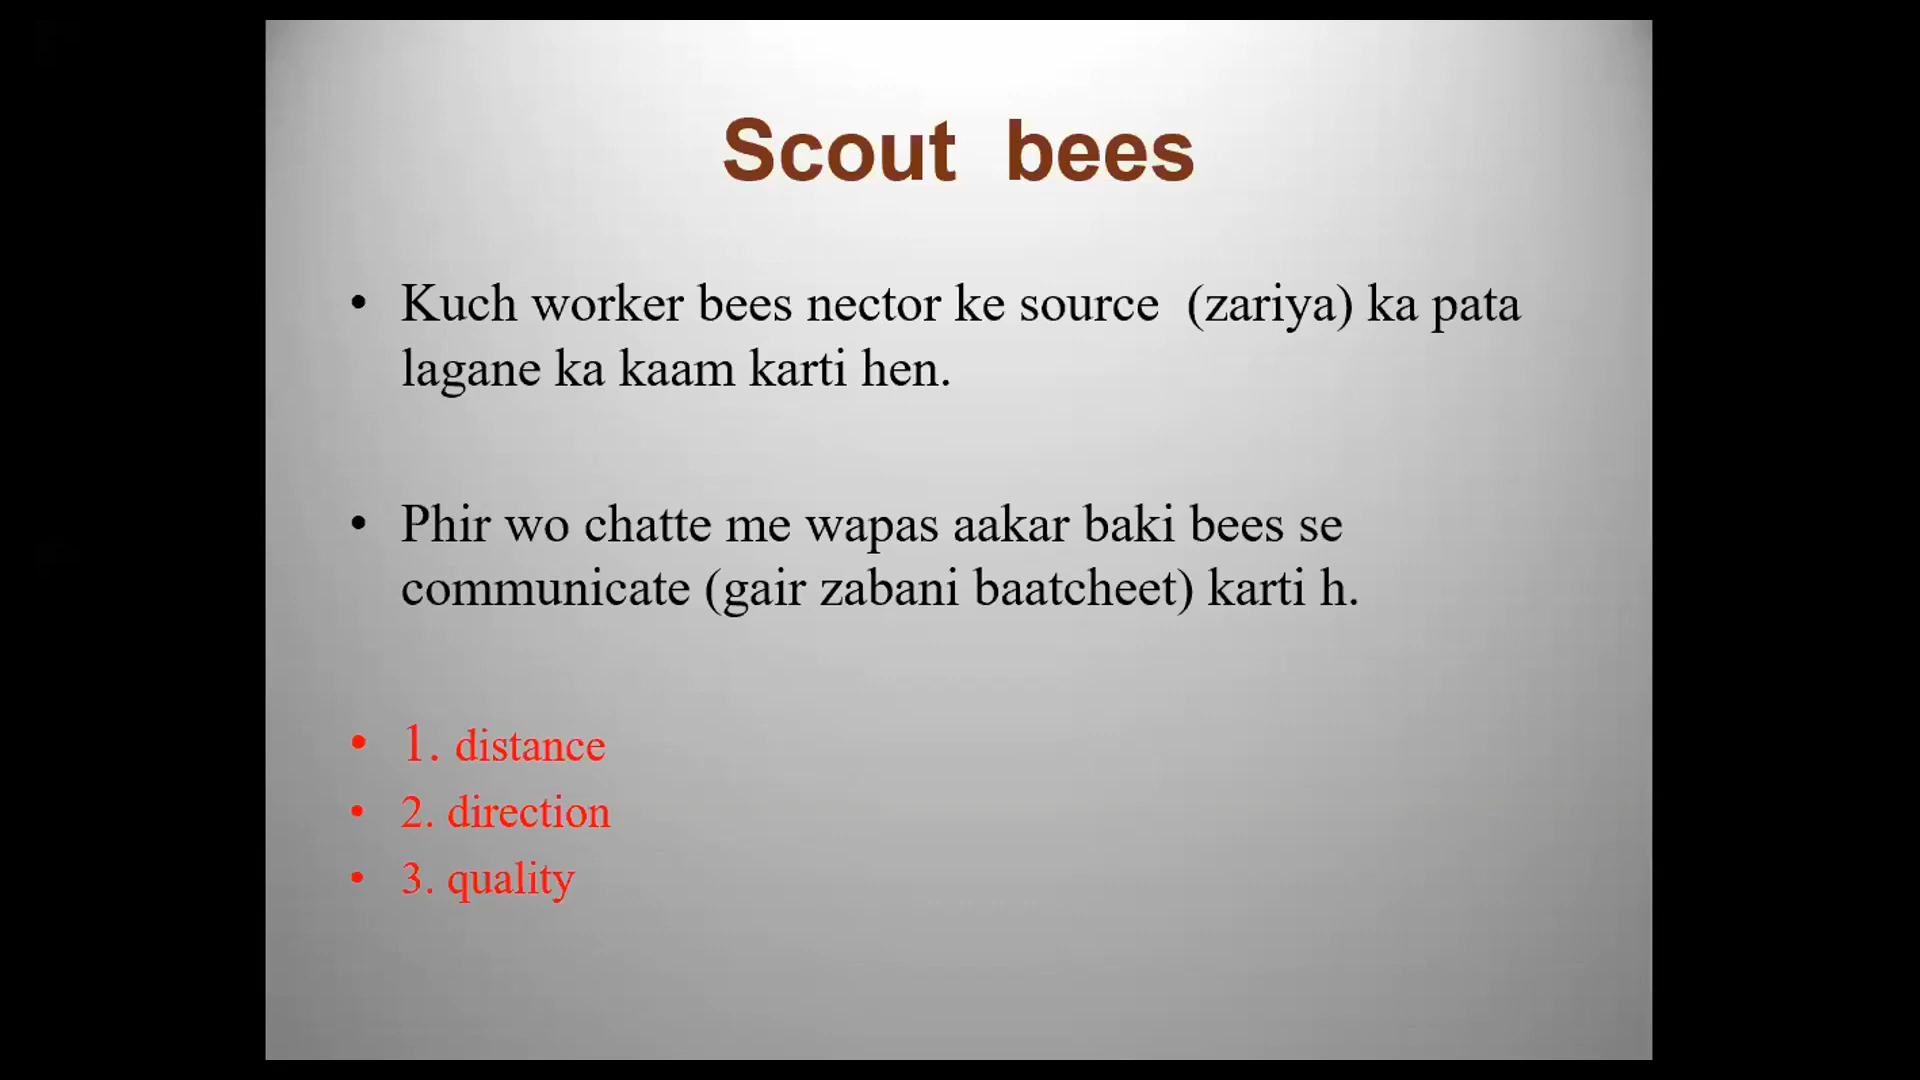 Scout bees
• Kuch worker bees nector ke source (zariya) ka pata
lagane ka kaam karti hen.
• Phir wo chatte me wapas aakar baki bees se
communicate (gair zabani baatcheet) karti h.
• 1. distance
• 2. direction
• 3. quality